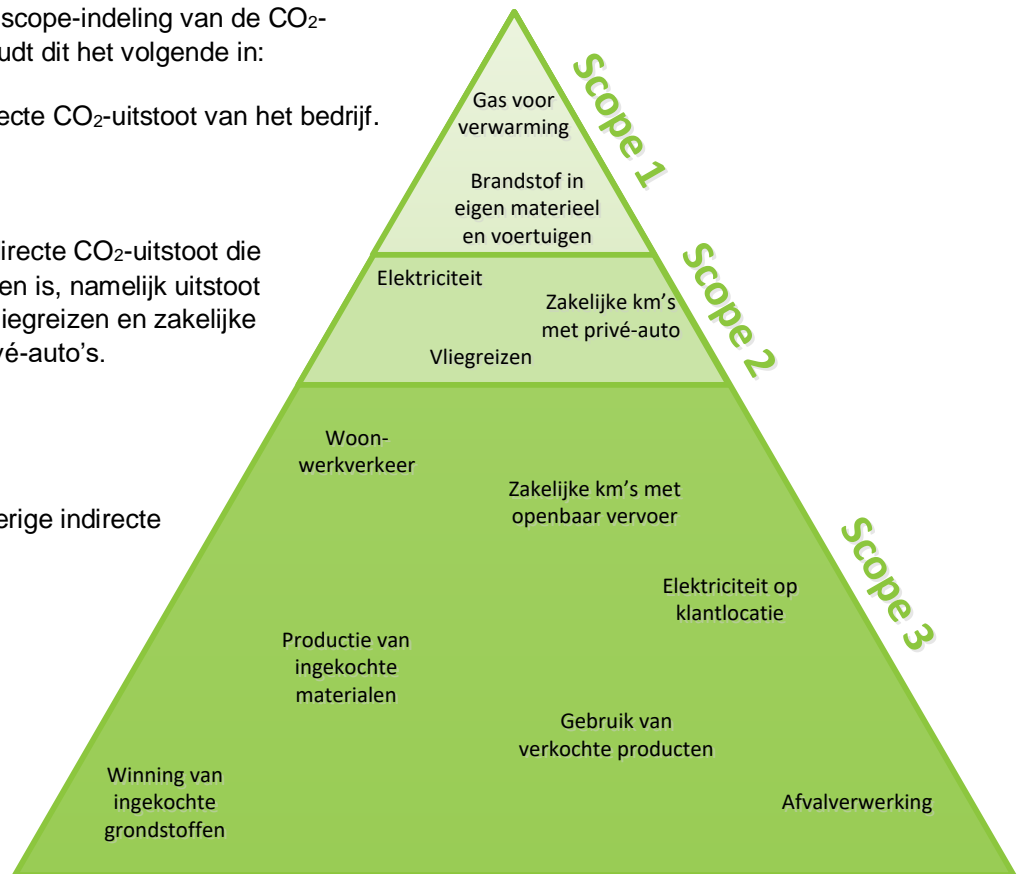 scope-indeling van de CO₂-
dt dit het volgende in:
ecte CO₂-uitstoot van het bedrijf.
directe CO₂-uitstoot die
en is, namelijk uitstoot
liegreizen en zakelijke
vé-auto's.
erige indirecte
Scope 1
Gas voor
verwarming
Brandstof in
eigen materieel
en voertuigen
Scope 2
Elektriciteit
Zakelijke km's
met privé-auto
Vliegreizen
Scope 3
Woon-
werkverkeer
Zakelijke km's met
openbaar vervoer
Elektriciteit op
klantlocatie
Productie van
ingekochte
materialen
Gebruik van
verkochte producten
Winning van
ingekochte
grondstoffen
Afvalverwerking